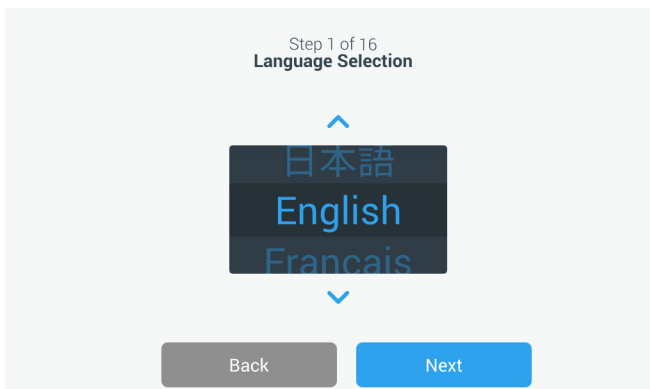 Step 1 of 16
Language Selection
日本語
English
Francais
Back
Next